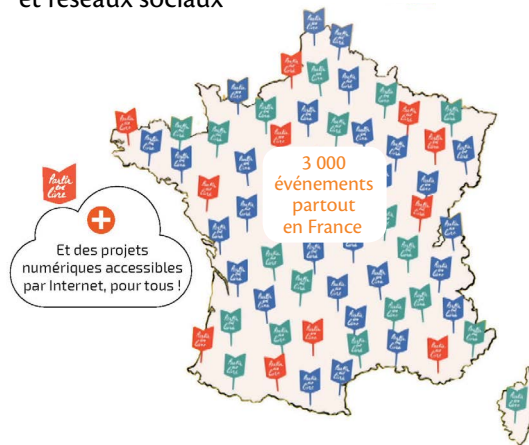 et réseaux sociaux
3 000
événements
partout
en France
Partir
en
Livre
Et des projets
numériques accessibles
par Internet, pour tous !